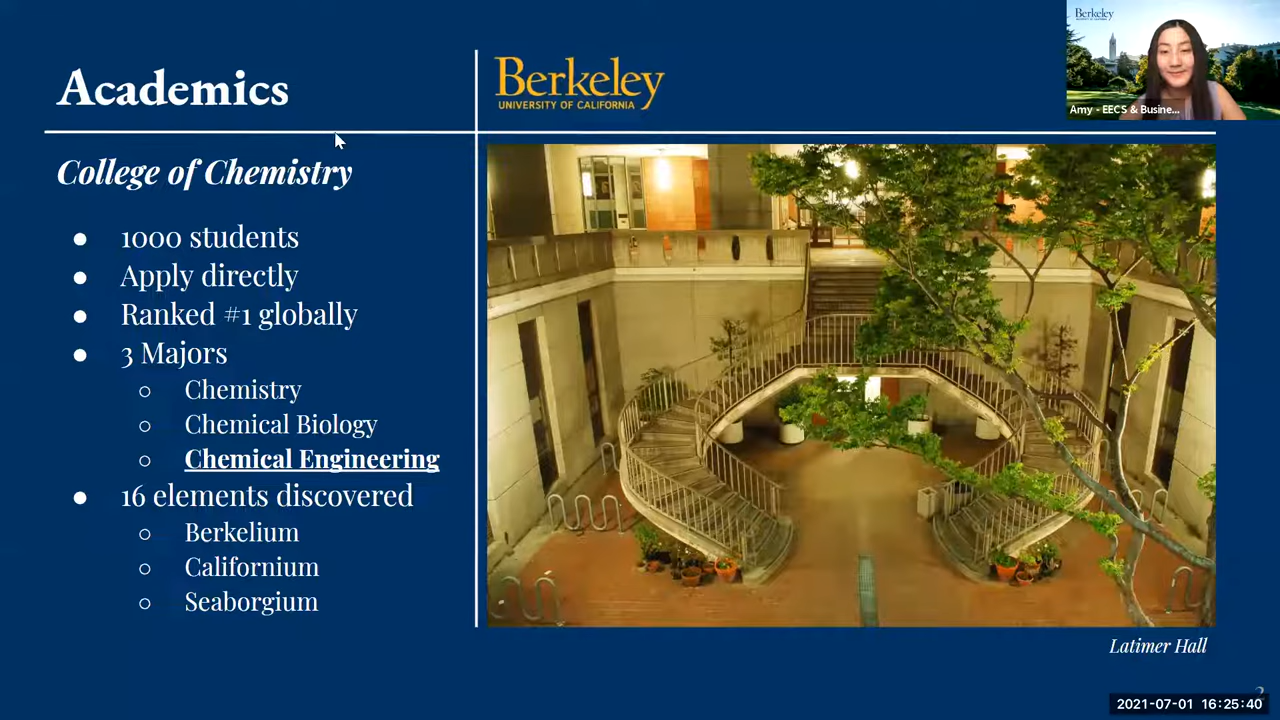 Academics
Berkeley
UNIVERSITY OF CALIFORNIA
Berkeley
Amy - EECS & Busine...
College of Chemistry
● 1000 students
● Apply directly
● Ranked #1 globally
● 3 Majors
○ Chemistry
○ Chemical Biology
○ Chemical Engineering
● 16 elements discovered
○ Berkelium
○ Californium
○ Seaborgium
Latimer Hall
2021-07-01 16:25:40